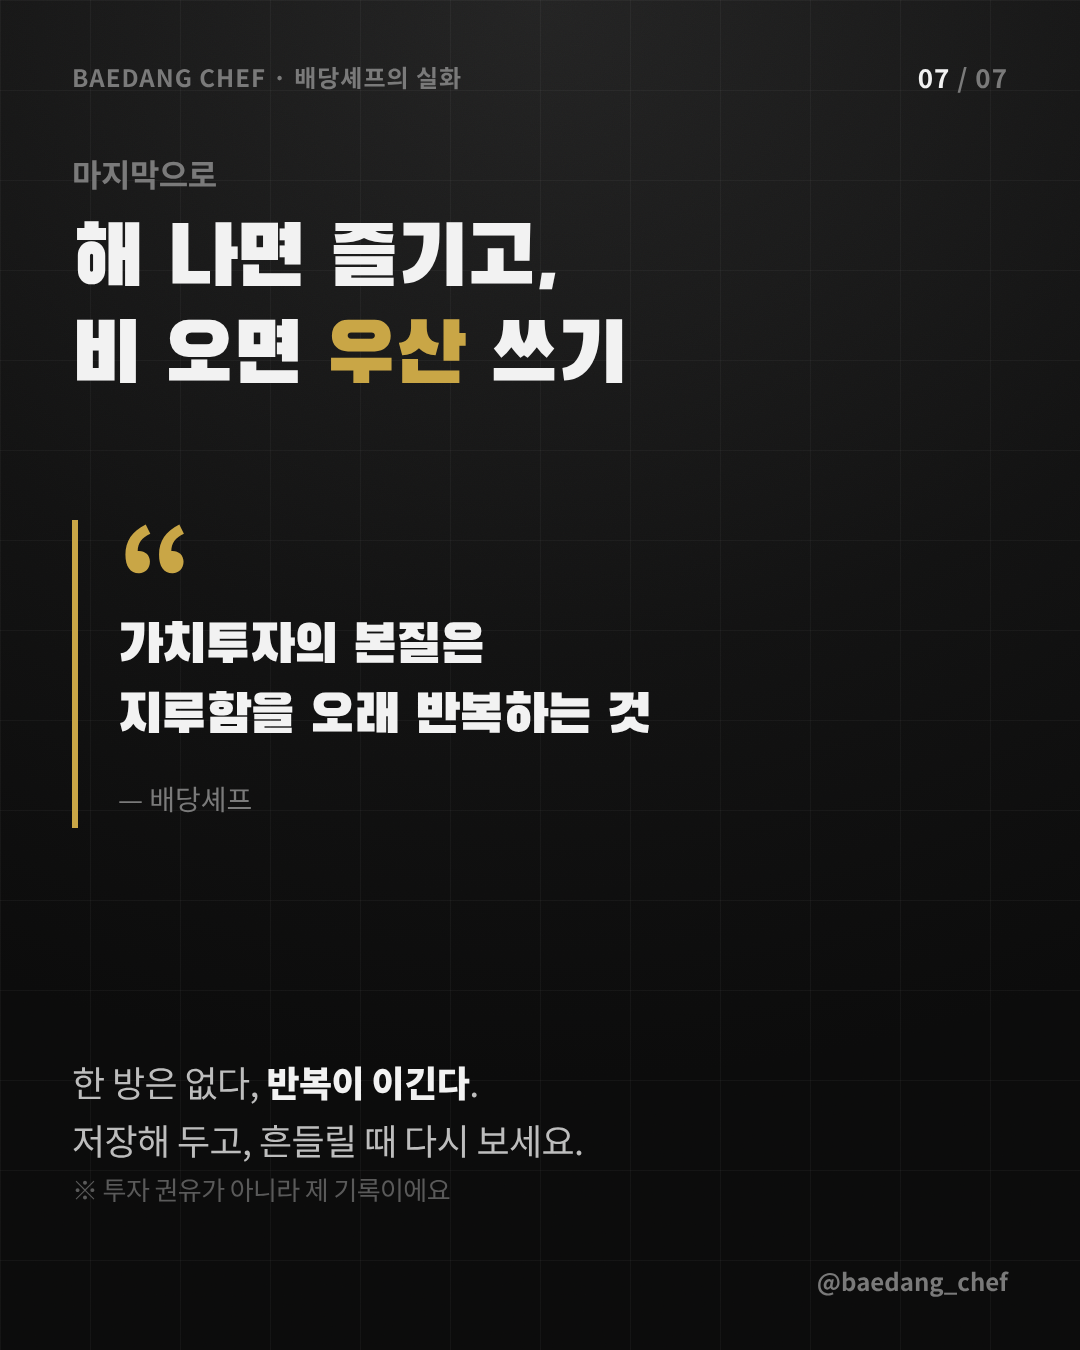 BAEDANG CHEF · 배당셰프의 실화
07 / 07
마지막으로
해 나면 즐기고,
비 오면 우산 쓰기
“
가치투자의 본질은
지루함을 오래 반복하는 것
— 배당셰프
한 방은 없다, 반복이 이긴다.
저장해 두고, 흔들릴 때 다시 보세요.
※ 투자 권유가 아니라 제 기록이에요
@baedang_chef